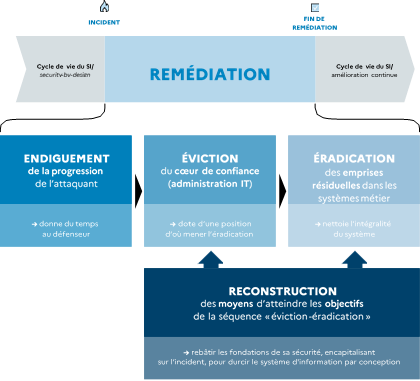 INCIDENT
FIN DE
REMÉDIATION
Cycle de vie du SI/
security-by-design
REMÉDIATION
Cycle de vie du SI/
amélioration continue
ENDIGUEMENT
de la progression
de l'attaquant
→ donne du temps
au défenseur
ÉVICTION
du cœur de confiance
(administration IT)
→ dote d'une position
d'où mener l'éradication
ÉRADICATION
des emprises
résiduelles dans les
systèmes métier
→ nettoie l'intégralité
du système
RECONSTRUCTION
des moyens d'atteindre les objectifs
de la séquence « éviction-éradication »
→ rebâtir les fondations de sa sécurité, en capitalisant
sur l'incident, pour durcir le système d'information par conception